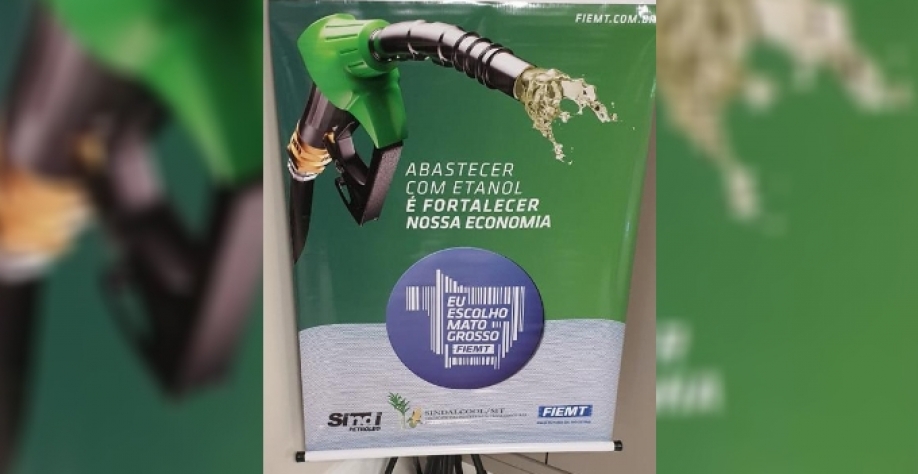 FIEMT.COM.BR
ABASTECER
COM ETANOL
É FORTALECER
NOSSA ECONOMIA
EU
ESCOLHO
MATO
GROSSO
FIEMT
Sindi
PETRÓLEO
SINDALCOOL/MT
FIEMT